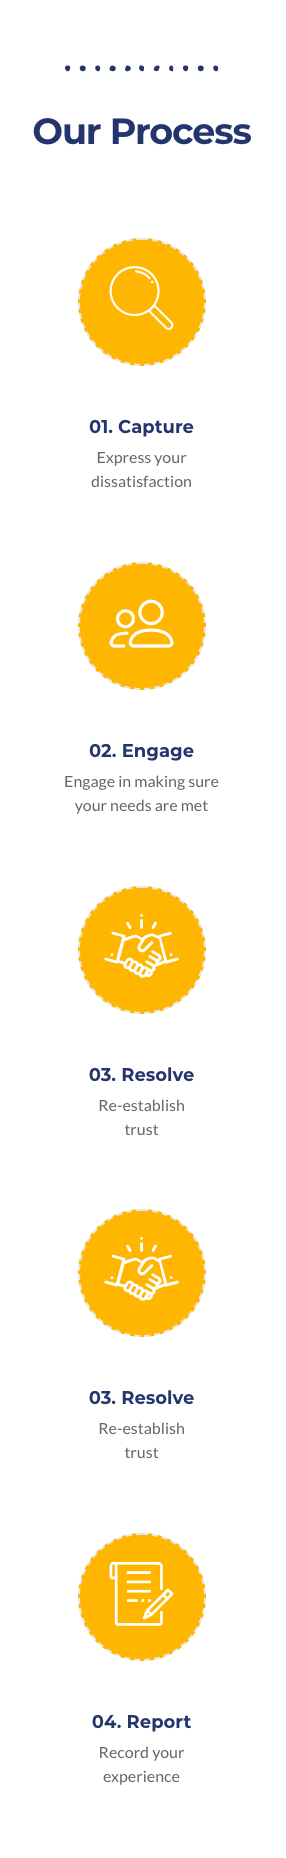 Our Process
01. Capture
Express your
dissatisfaction
02. Engage
Engage in making sure
your needs are met
03. Resolve
Re-establish
trust
03. Resolve
Re-establish
trust
04. Report
Record your
experience